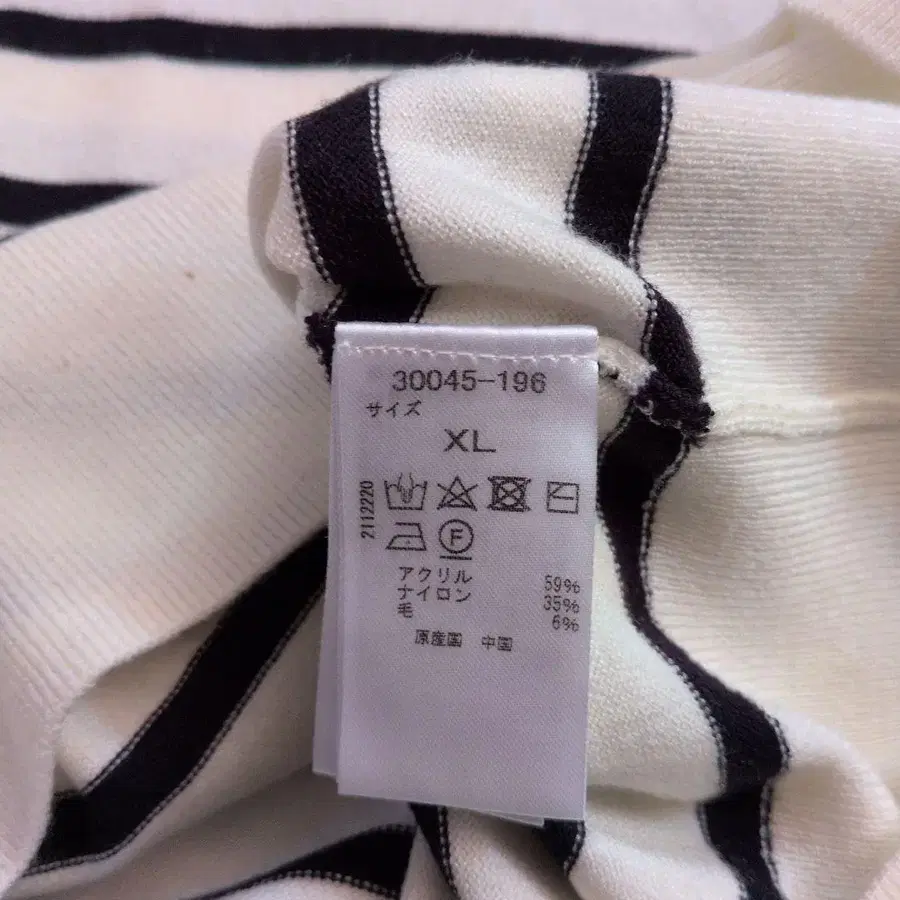 30045-196
サイズ
XL
2112220
F
アクリル 59%
ナイロン 35%
毛 6%
原産国 中国